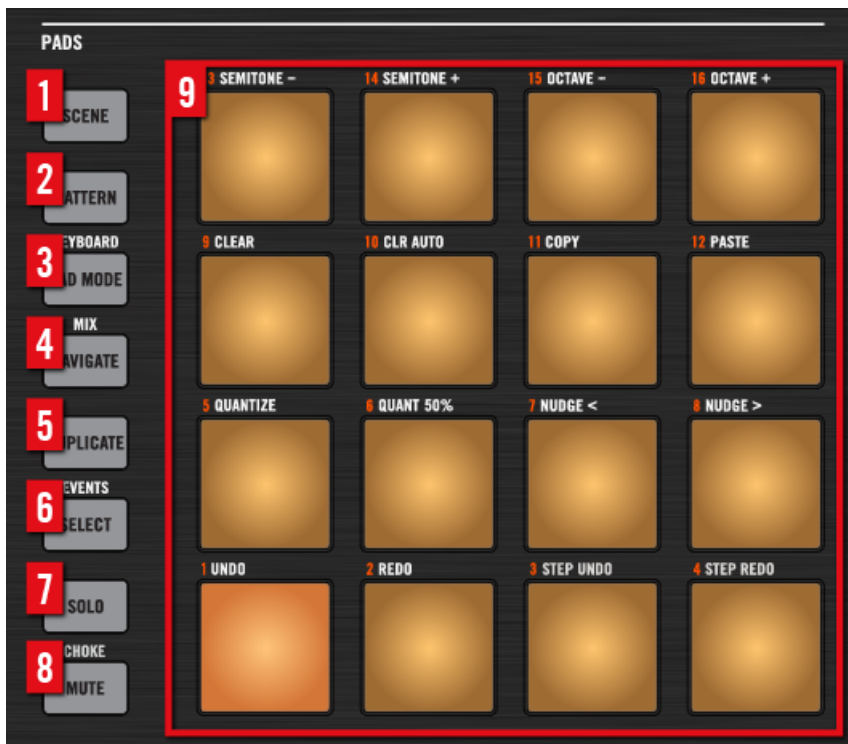 PADS
1
SCENE
2
ATTERN
EYBOARD
3
AD MODE
MIX
4
AVIGATE
5
UPLICATE
EVENTS
6
SELECT
7
SOLO
CHOKE
8
MUTE
9
3 SEMITONE − 14 SEMITONE + 15 OCTAVE − 16 OCTAVE +
9 CLEAR 10 CLR AUTO 11 COPY 12 PASTE
5 QUANTIZE 6 QUANT 50% 7 NUDGE < 8 NUDGE >
1 UNDO 2 REDO 3 STEP UNDO 4 STEP REDO